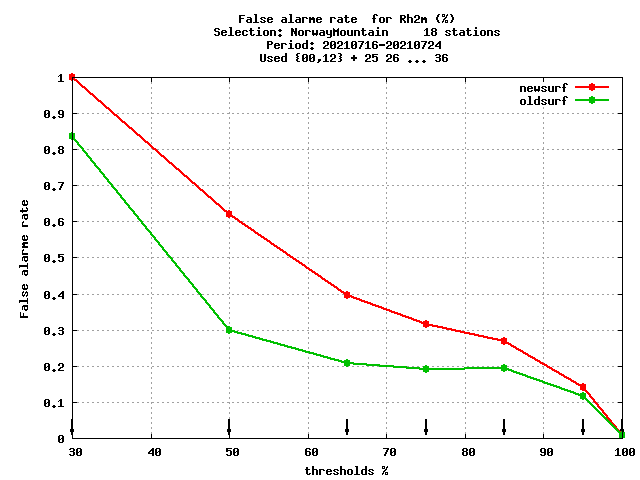 False alarme rate  for Rh2m (%)
Selection: NorwayMountain     18 stations
Period: 20210716-20210724
Used {00,12} + 25 26 ... 36
newsurf
oldsurf
False alarme rate
1
0.9
0.8
0.7
0.6
0.5
0.4
0.3
0.2
0.1
0
30 40 50 60 70 80 90 100
thresholds %